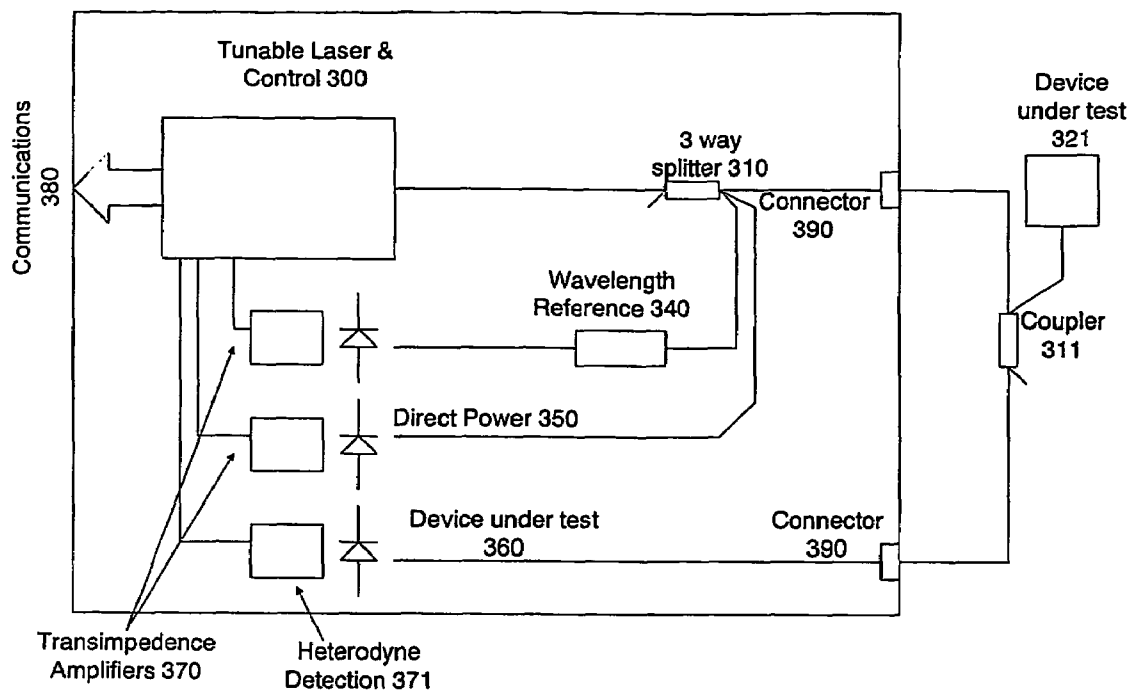 Tunable Laser &
Control 300
Communications
380
3 way
splitter 310
Device
under test
321
Connector
390
Wavelength
Reference 340
Coupler
311
Direct Power 350
Device under test
360
Connector
390
Transimpedence
Amplifiers 370
Heterodyne
Detection 371